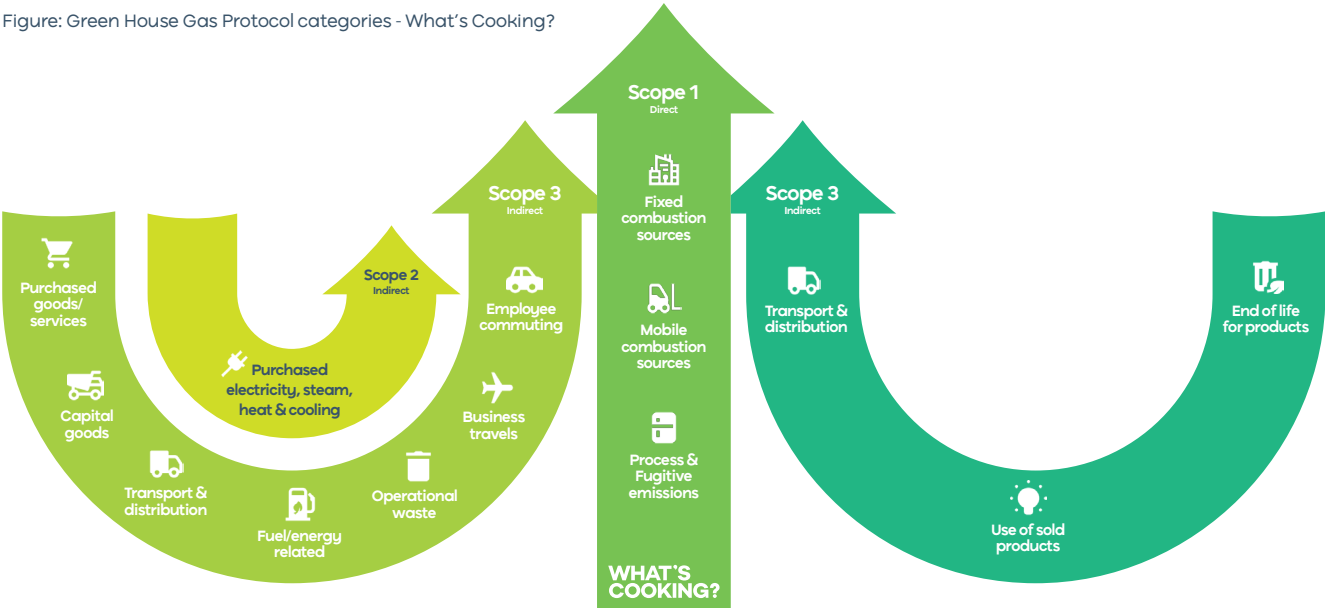 Figure: Green House Gas Protocol categories - What's Cooking?
Purchased
goods/
services
Capital
goods
Transport &
distribution
Fuel/energy
related
Operational
waste
Business
travels
Employee
commuting
Scope 3
Indirect
Purchased
electricity, steam,
heat & cooling
Scope 2
Indirect
Scope 1
Direct
Fixed
combustion
sources
Mobile
combustion
sources
Process &
Fugitive
emissions
WHAT'S
COOKING?
Scope 3
Indirect
Transport &
distribution
Use of sold
products
End of life
for products